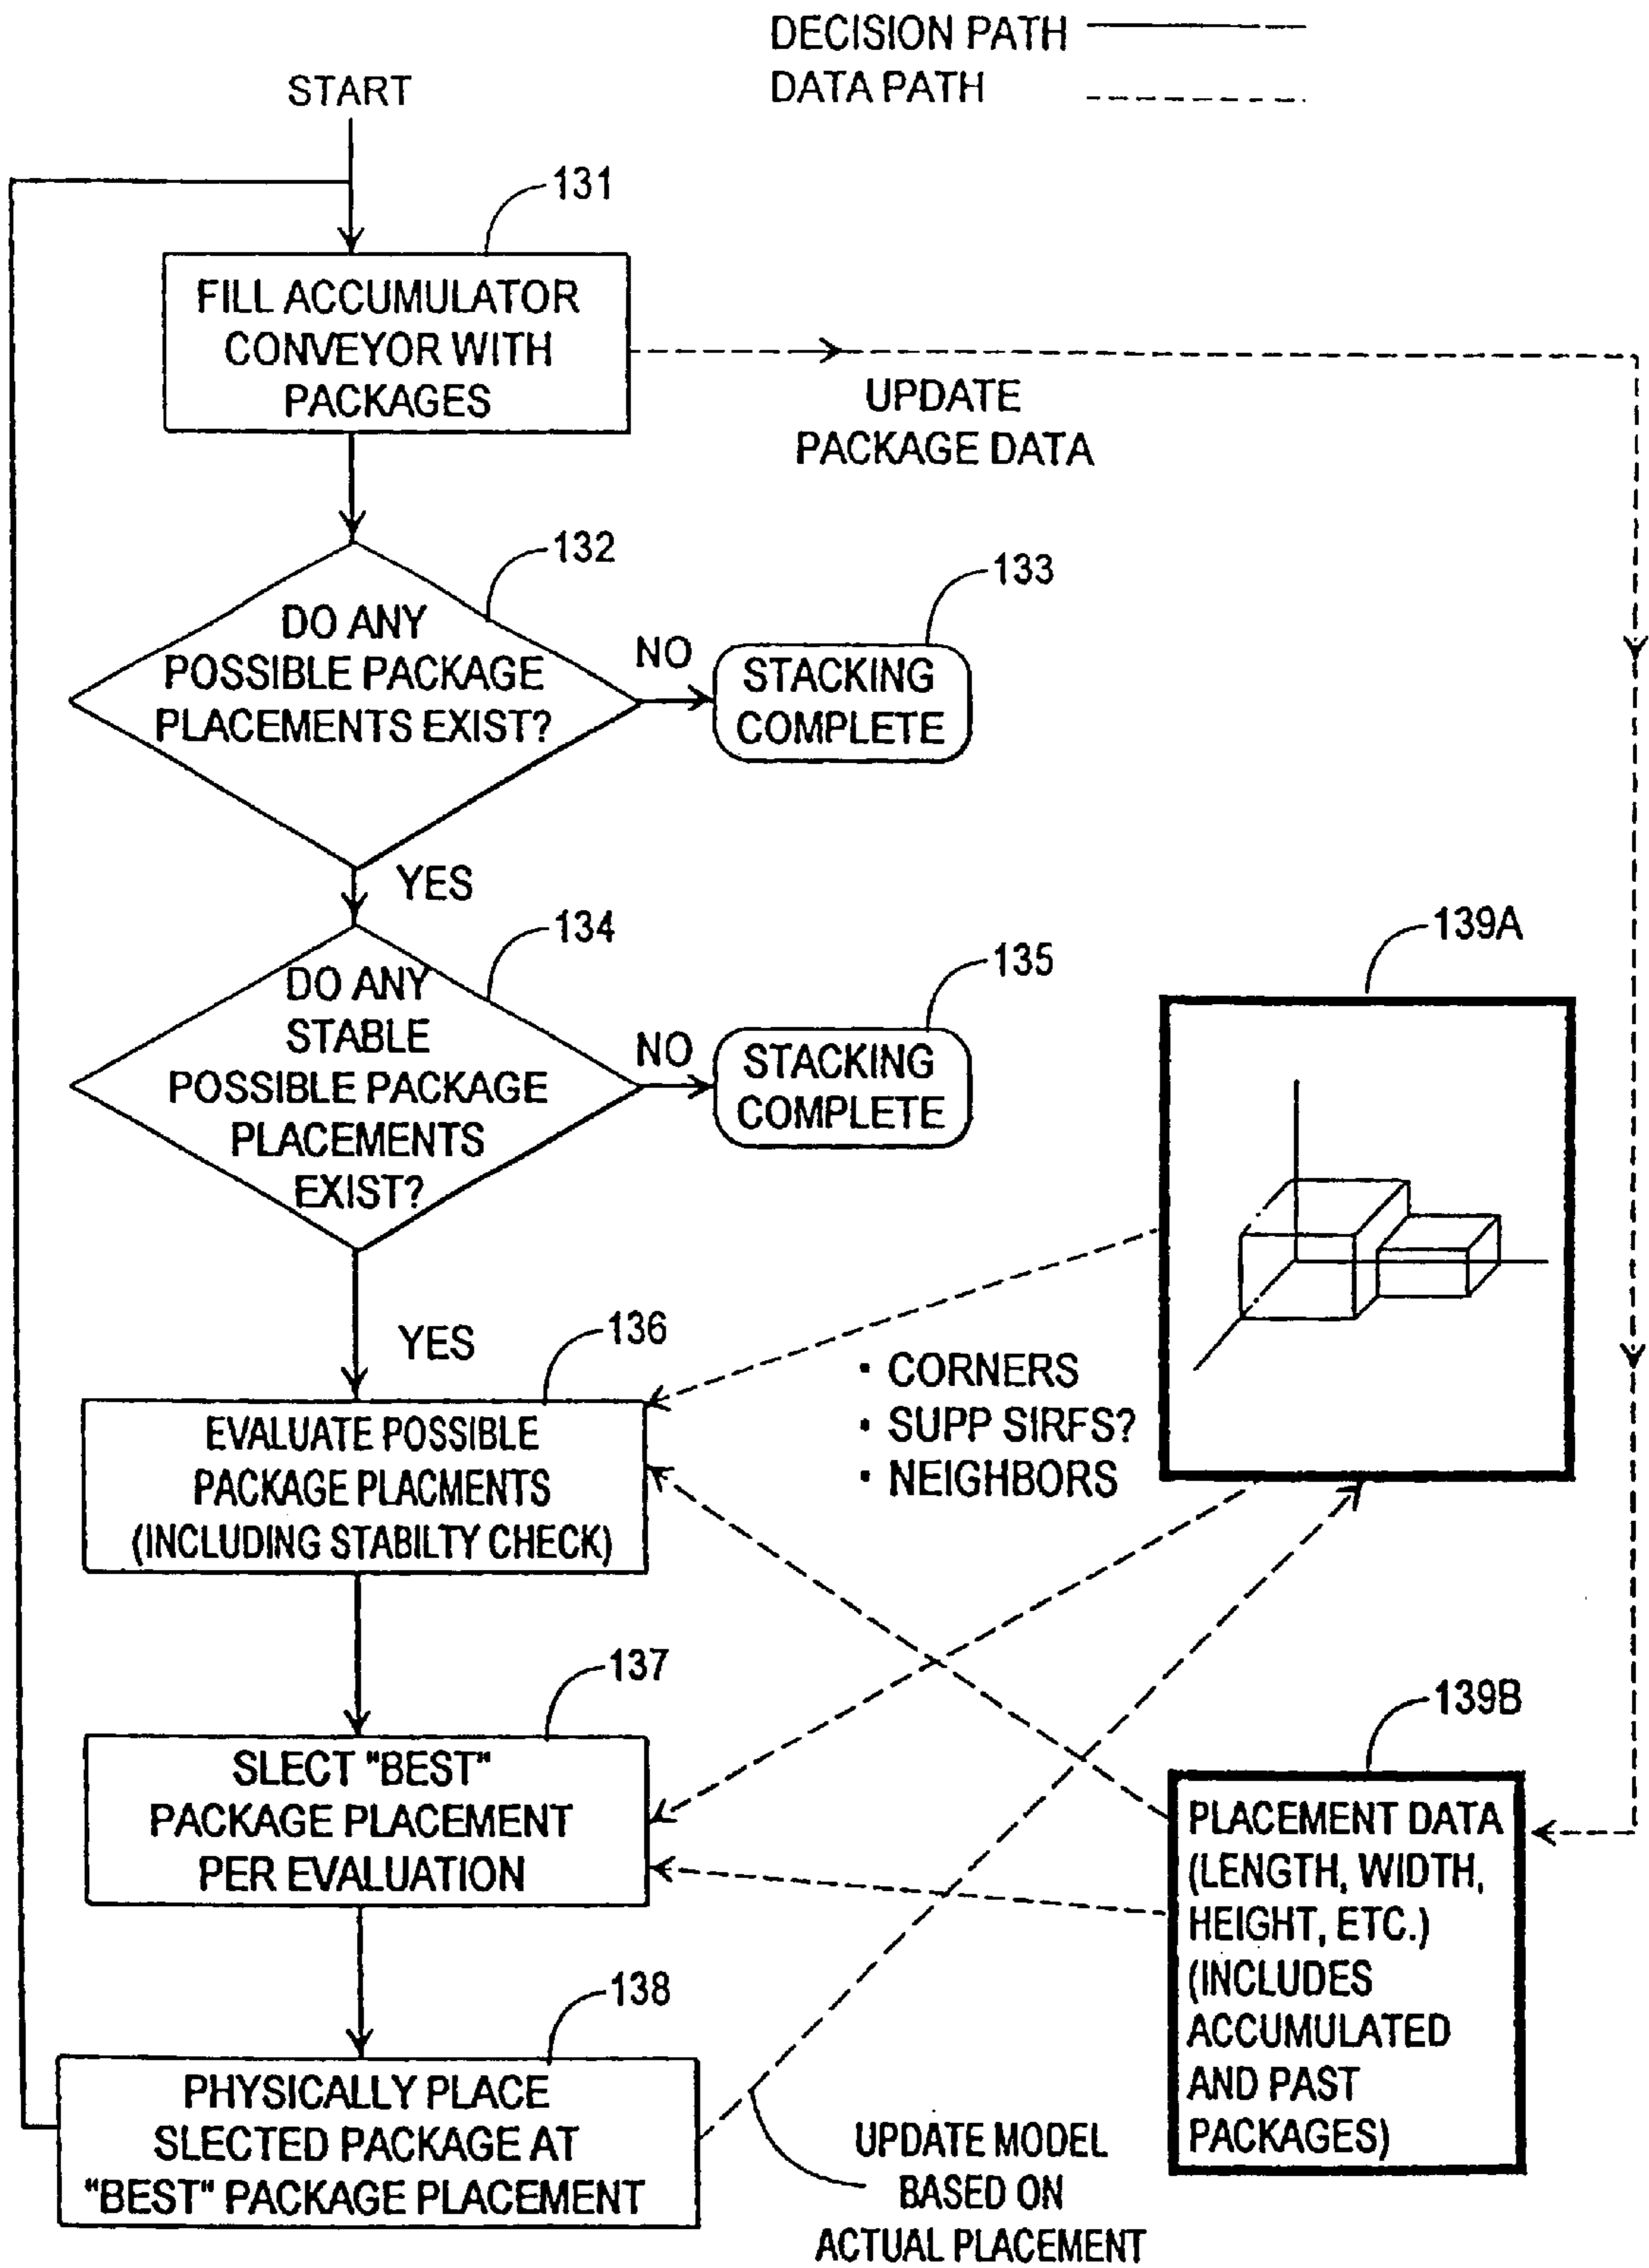 DECISION PATH
DATA PATH
START
131
FILL ACCUMULATOR
CONVEYOR WITH
PACKAGES
UPDATE
PACKAGE DATA
132
DO ANY
POSSIBLE PACKAGE
PLACEMENTS EXIST?
NO
133
STACKING
COMPLETE
YES
134
DO ANY
STABLE
POSSIBLE PACKAGE
PLACEMENTS
EXIST?
NO
135
STACKING
COMPLETE
139A
YES
136
EVALUATE POSSIBLE
PACKAGE PLACMENTS
(INCLUDING STABILTY CHECK)
· CORNERS
· SUPP SIRFS?
· NEIGHBORS
137
SLECT "BEST"
PACKAGE PLACEMENT
PER EVALUATION
139B
PLACEMENT DATA
(LENGTH, WIDTH,
HEIGHT, ETC.)
(INCLUDES
ACCUMULATED
AND PAST
PACKAGES)
138
PHYSICALLY PLACE
SLECTED PACKAGE AT
"BEST" PACKAGE PLACEMENT
UPDATE MODEL
BASED ON
ACTUAL PLACEMENT